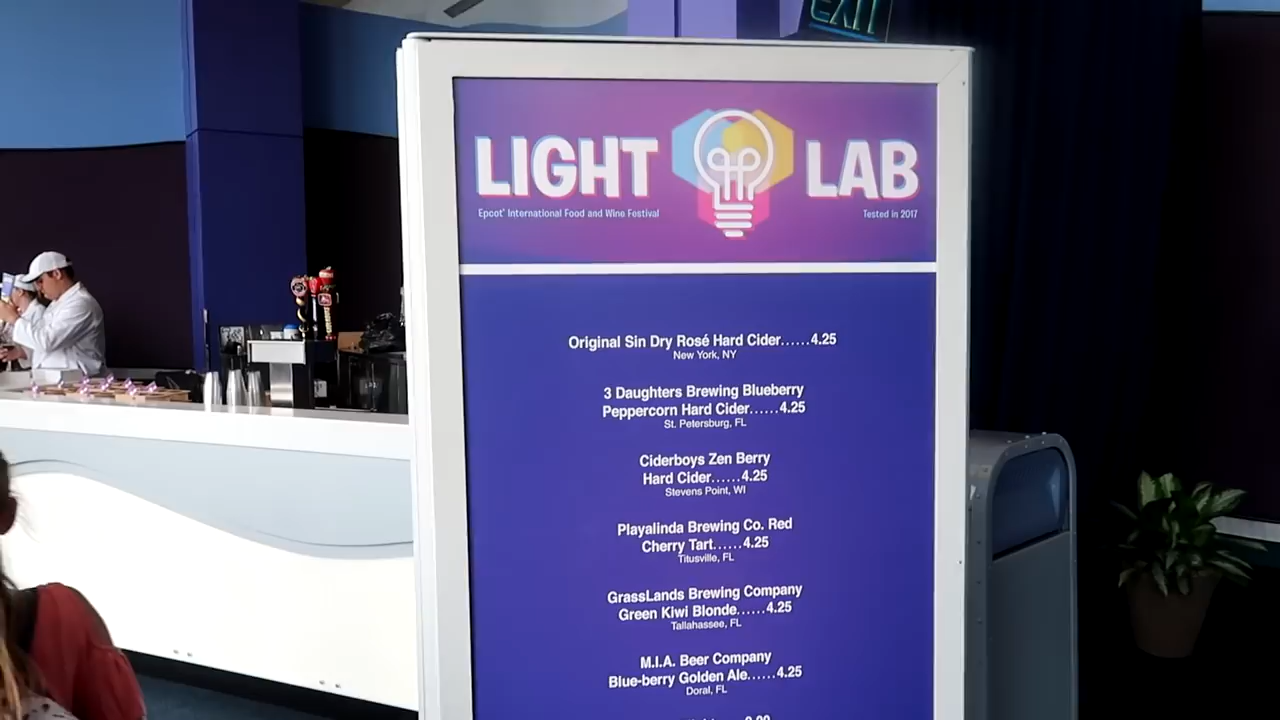 EXIT
LIGHT LAB
Epcot® International Food and Wine Festival
Tested in 2017
Original Sin Dry Rosé Hard Cider......4.25
New York, NY
3 Daughters Brewing Blueberry
Peppercorn Hard Cider......4.25
St. Petersburg, FL
Ciderboys Zen Berry
Hard Cider......4.25
Stevens Point, WI
Playalinda Brewing Co. Red
Cherry Tart......4.25
Titusville, FL
GrassLands Brewing Company
Green Kiwi Blonde......4.25
Tallahassee, FL
M.I.A. Beer Company
Blue-berry Golden Ale......4.25
Doral, FL